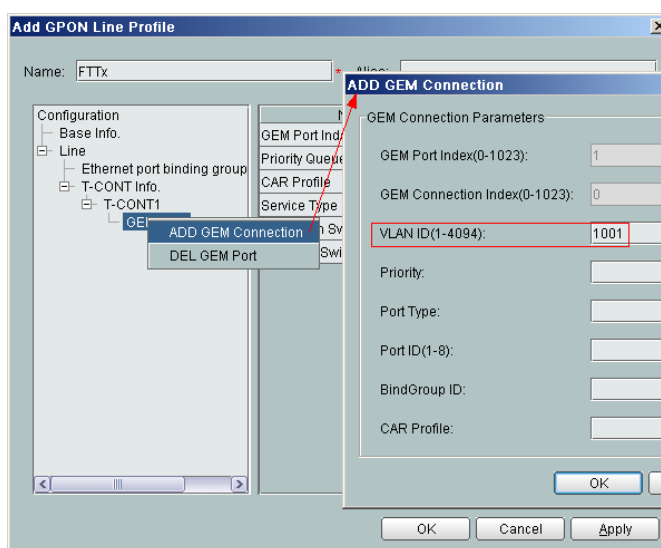 Add GPON Line Profile
Name: FTTx *
ADD GEM Connection
Configuration
Base Info.
Line
Ethernet port binding group
T-CONT Info.
T-CONT1
ADD GEM Connection
DEL GEM Port
GEM Port
Priority Queue
CAR Profile
Service Type
GEM Connection Parameters
GEM Port Index(0-1023): 1
GEM Connection Index(0-1023): 0
VLAN ID(1-4094): 1001
Priority:
Port Type:
Port ID(1-8):
BindGroup ID:
CAR Profile:
OK
OK Cancel Apply